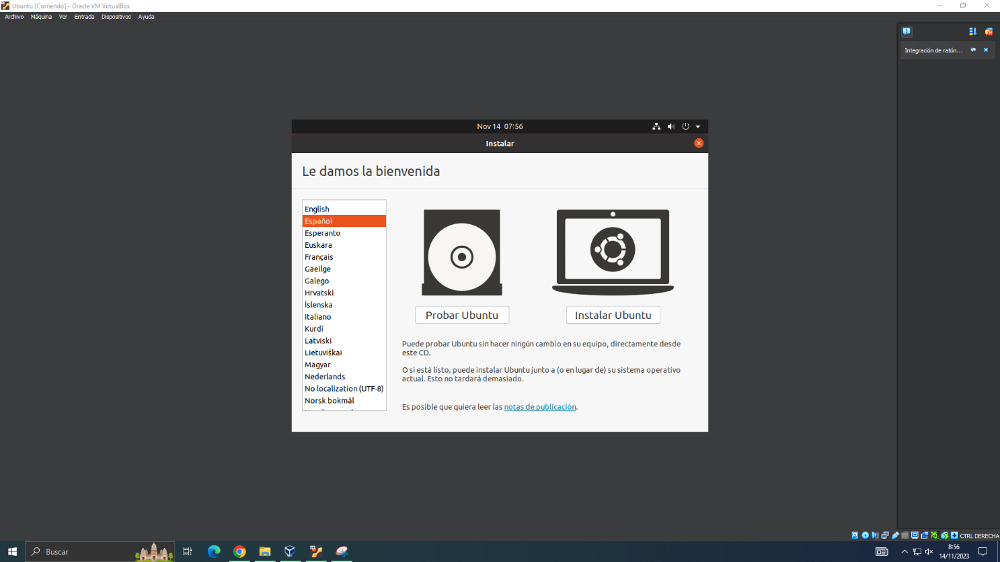 Ubuntu [Corriendo] - Oracle VM VirtualBox
Archivo Máquina Ver Entrada Dispositivos Ayuda
Integración de ratón...
Nov 14 07:56
Instalar
Le damos la bienvenida
English
Español
Esperanto
Euskara
Français
Gaeilge
Galego
Hrvatski
Íslenska
Italiano
Kurdî
Latviski
Lietuviškai
Magyar
Nederlands
No localization (UTF-8)
Norsk bokmål
Probar Ubuntu
Instalar Ubuntu
Puede probar Ubuntu sin hacer ningún cambio en su equipo, directamente desde
este CD.
O si está listo, puede instalar Ubuntu junto a (o en lugar de) su sistema operativo
actual. Esto no tardará demasiado.
Es posible que quiera leer las notas de publicación.
CTRL DERECHA
Buscar
8:56
14/11/2023